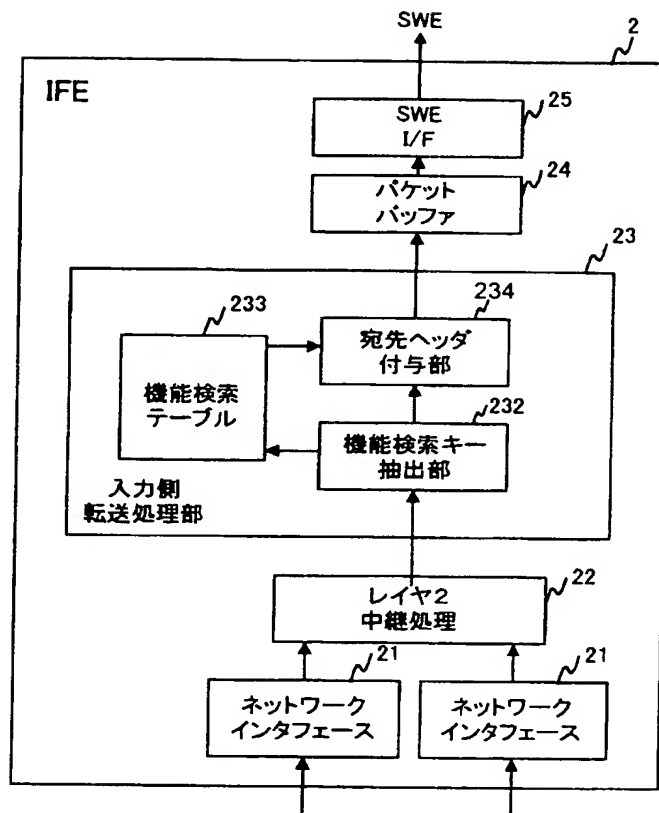 SWE
2
IFE
25
SWE
I/F
24
パケット
バッファ
23
234
233
宛先ヘッダ
付与部
機能検索
テーブル
232
機能検索キー
抽出部
入力側
転送処理部
22
レイヤ2
中継処理
21
21
ネットワーク
インタフェース
ネットワーク
インタフェース